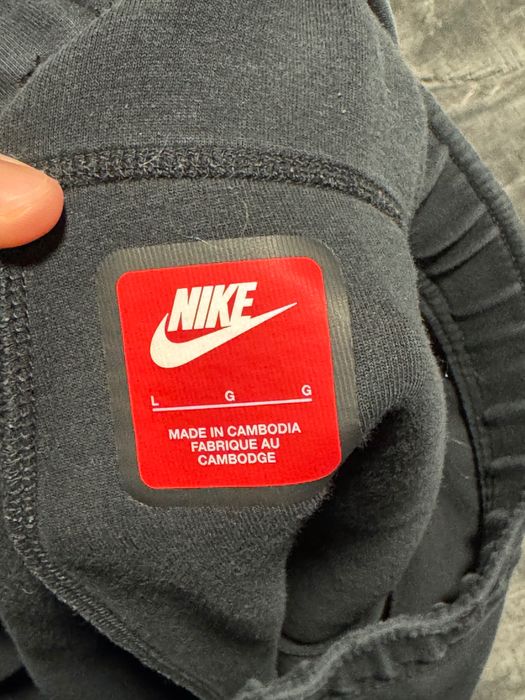 NIKE
L G G
MADE IN CAMBODIA
FABRIQUE AU
CAMBODGE